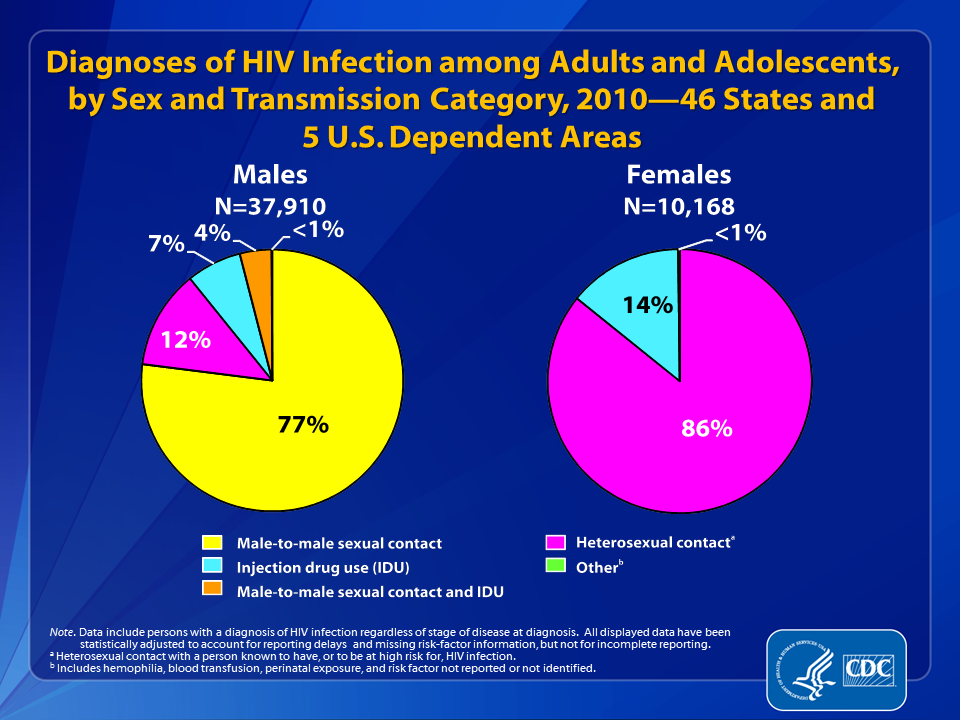 Diagnoses of HIV Infection among Adults and Adolescents,
by Sex and Transmission Category, 2010—46 States and
5 U.S. Dependent Areas
Males
N=37,910
7%
4%
<1%
12%
77%
Females
N=10,168
<1%
14%
86%
Male-to-male sexual contact
Injection drug use (IDU)
Male-to-male sexual contact and IDU
Heterosexual contactᵃ
Otherᵇ
Note. Data include persons with a diagnosis of HIV infection regardless of stage of disease at diagnosis. All displayed data have been
statistically adjusted to account for reporting delays and missing risk-factor information, but not for incomplete reporting.
ᵃ Heterosexual contact with a person known to have, or to be at high risk for, HIV infection.
ᵇ Includes hemophilia, blood transfusion, perinatal exposure, and risk factor not reported or not identified.
CDC